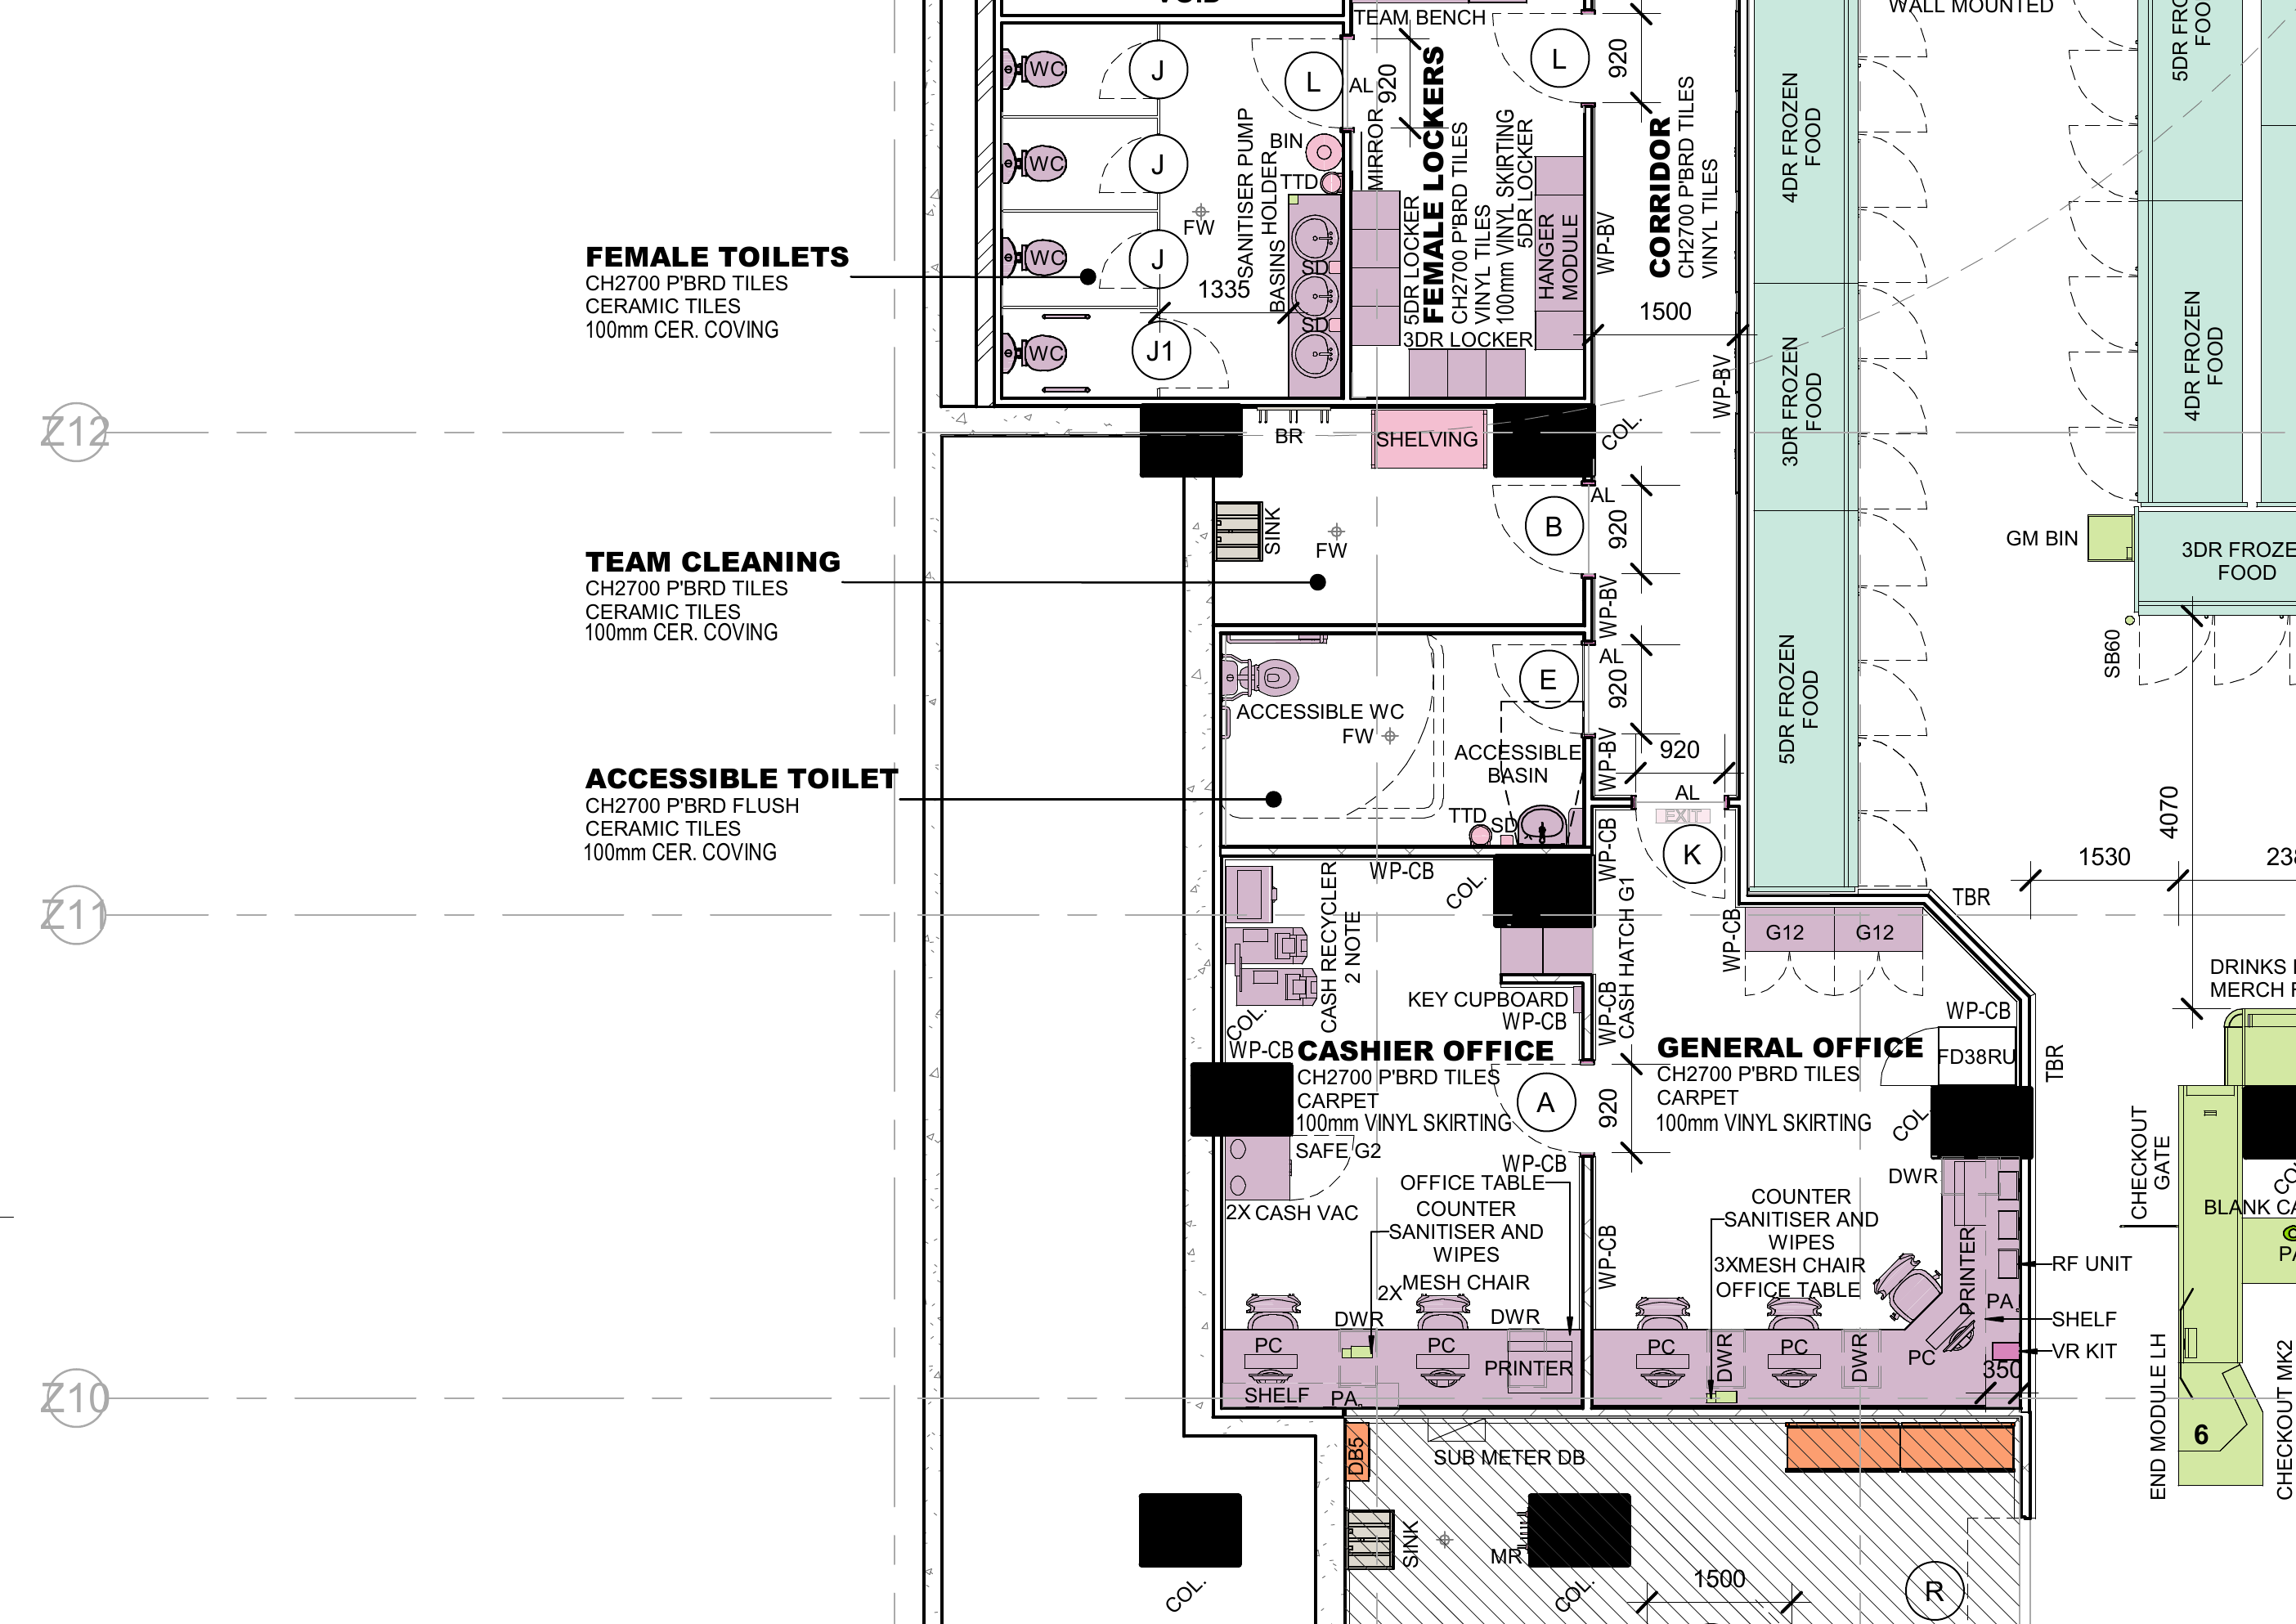 VOID
TEAM BENCH
WALL MOUNTED
WC
J
L
AL
920
L
920
BIN
TTD
MIRROR
SANITISER PUMP
HOLDER
BASINS
WC
J
FW
WC
J
SD
SD
1335
WC
J1
FEMALE LOCKERS
CH2700 P'BRD TILES
VINYL TILES
100mm VINYL SKIRTING
5DR LOCKER
5DR LOCKER
3DR LOCKER
HANGER
MODULE
WP-BV
CORRIDOR
CH2700 P'BRD TILES
VINYL TILES
1500
WP-BV
4DR FROZEN
FOOD
3DR FROZEN
FOOD
5DR FROZEN
FOOD
4DR FROZEN
FOOD
GM BIN
3DR FROZE
FOOD
SB60
4070
1530
FEMALE TOILETS
CH2700 P'BRD TILES
CERAMIC TILES
100mm CER. COVING
Z12
BR
SHELVING
COL.
TEAM CLEANING
CH2700 P'BRD TILES
CERAMIC TILES
100mm CER. COVING
SINK
FW
B
AL
920
WP-BV
ACCESSIBLE TOILET
CH2700 P'BRD FLUSH
CERAMIC TILES
100mm CER. COVING
ACCESSIBLE WC
FW
ACCESSIBLE
BASIN
TTD
SD
E
AL
920
WP-BV
920
AL
EXIT
K
Z11
WP-CB
COL.
WP-CB
CASH HATCH G1
CASH RECYCLER
2 NOTE
KEY CUPBOARD
WP-CB
WP-CB
COL.
WP-CB
CASHIER OFFICE
CH2700 P'BRD TILES
CARPET
100mm VINYL SKIRTING
A
920
SAFE G2
2X CASH VAC
WP-CB
OFFICE TABLE
COUNTER
SANITISER AND
WIPES
2X MESH CHAIR
DWR
DWR
PC
PC
PRINTER
SHELF
PA
WP-CB
G12
G12
TBR
WP-CB
TBR
FD38RU
GENERAL OFFICE
CH2700 P'BRD TILES
CARPET
100mm VINYL SKIRTING
COL.
DWR
WP-CB
COUNTER
SANITISER AND
WIPES
3X MESH CHAIR
OFFICE TABLE
PRINTER
PA
RF UNIT
SHELF
VR KIT
350
PC
DWR
PC
DWR
PC
DRINKS
MERCH
CHECKOUT
GATE
BLANK
END MODULE LH
6
CHECKOUT MK2
Z10
DB5
SUB METER DB
SINK
MR
COL.
COL.
1500
R